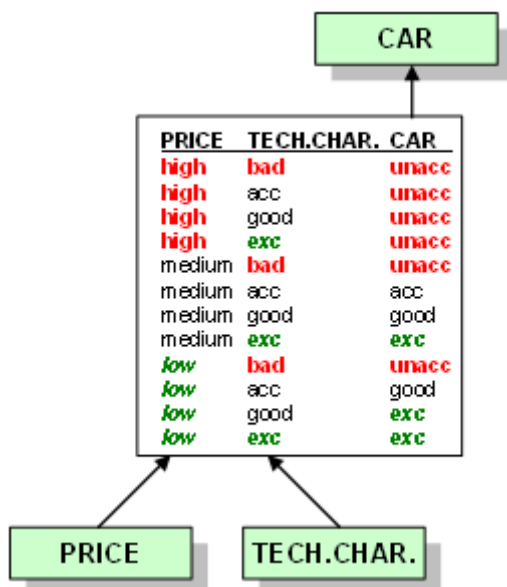 CAR
PRICE TECH.CHAR. CAR
high bad unacc
high acc unacc
high good unacc
high exc unacc
medium bad unacc
medium acc acc
medium good good
medium exc exc
low bad unacc
low acc good
low good exc
low exc exc
PRICE TECH.CHAR.